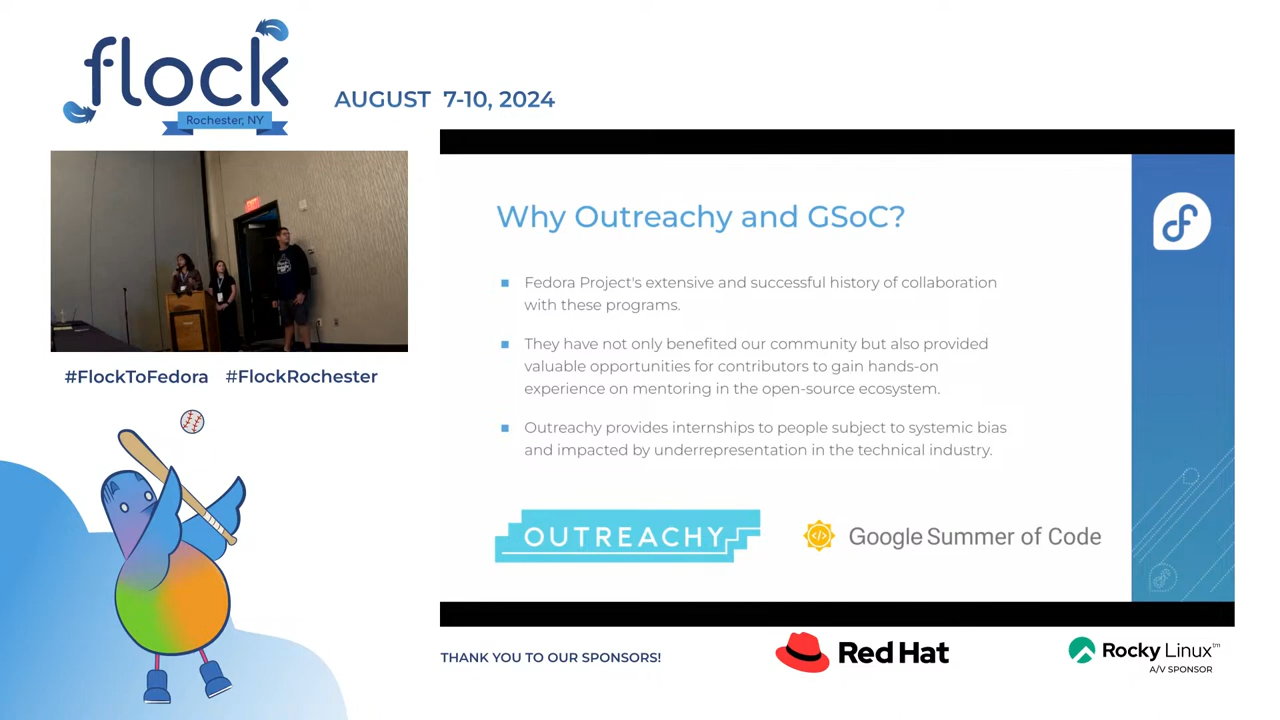 flock
Rochester, NY
AUGUST 7-10, 2024
#FlockToFedora #FlockRochester
Why Outreachy and GSoC?
Fedora Project's extensive and successful history of collaboration
with these programs.
They have not only benefited our community but also provided
valuable opportunities for contributors to gain hands-on
experience on mentoring in the open-source ecosystem.
Outreachy provides internships to people subject to systemic bias
and impacted by underrepresentation in the technical industry.
OUTREACHY
Google Summer of Code
THANK YOU TO OUR SPONSORS!
Red Hat
Rocky Linux™
A/V SPONSOR